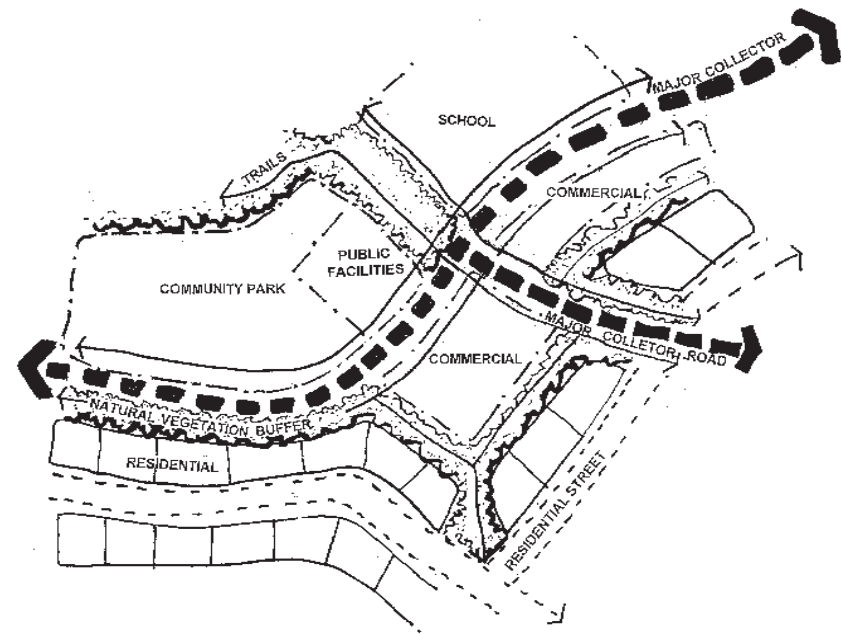 MAJOR COLLECTOR
SCHOOL
TRAILS
COMMERCIAL
PUBLIC
FACILITIES
COMMUNITY PARK
MAJOR COLLETOR ROAD
COMMERCIAL
NATURAL VEGETATION BUFFER
RESIDENTIAL
RESIDENTIAL STREET